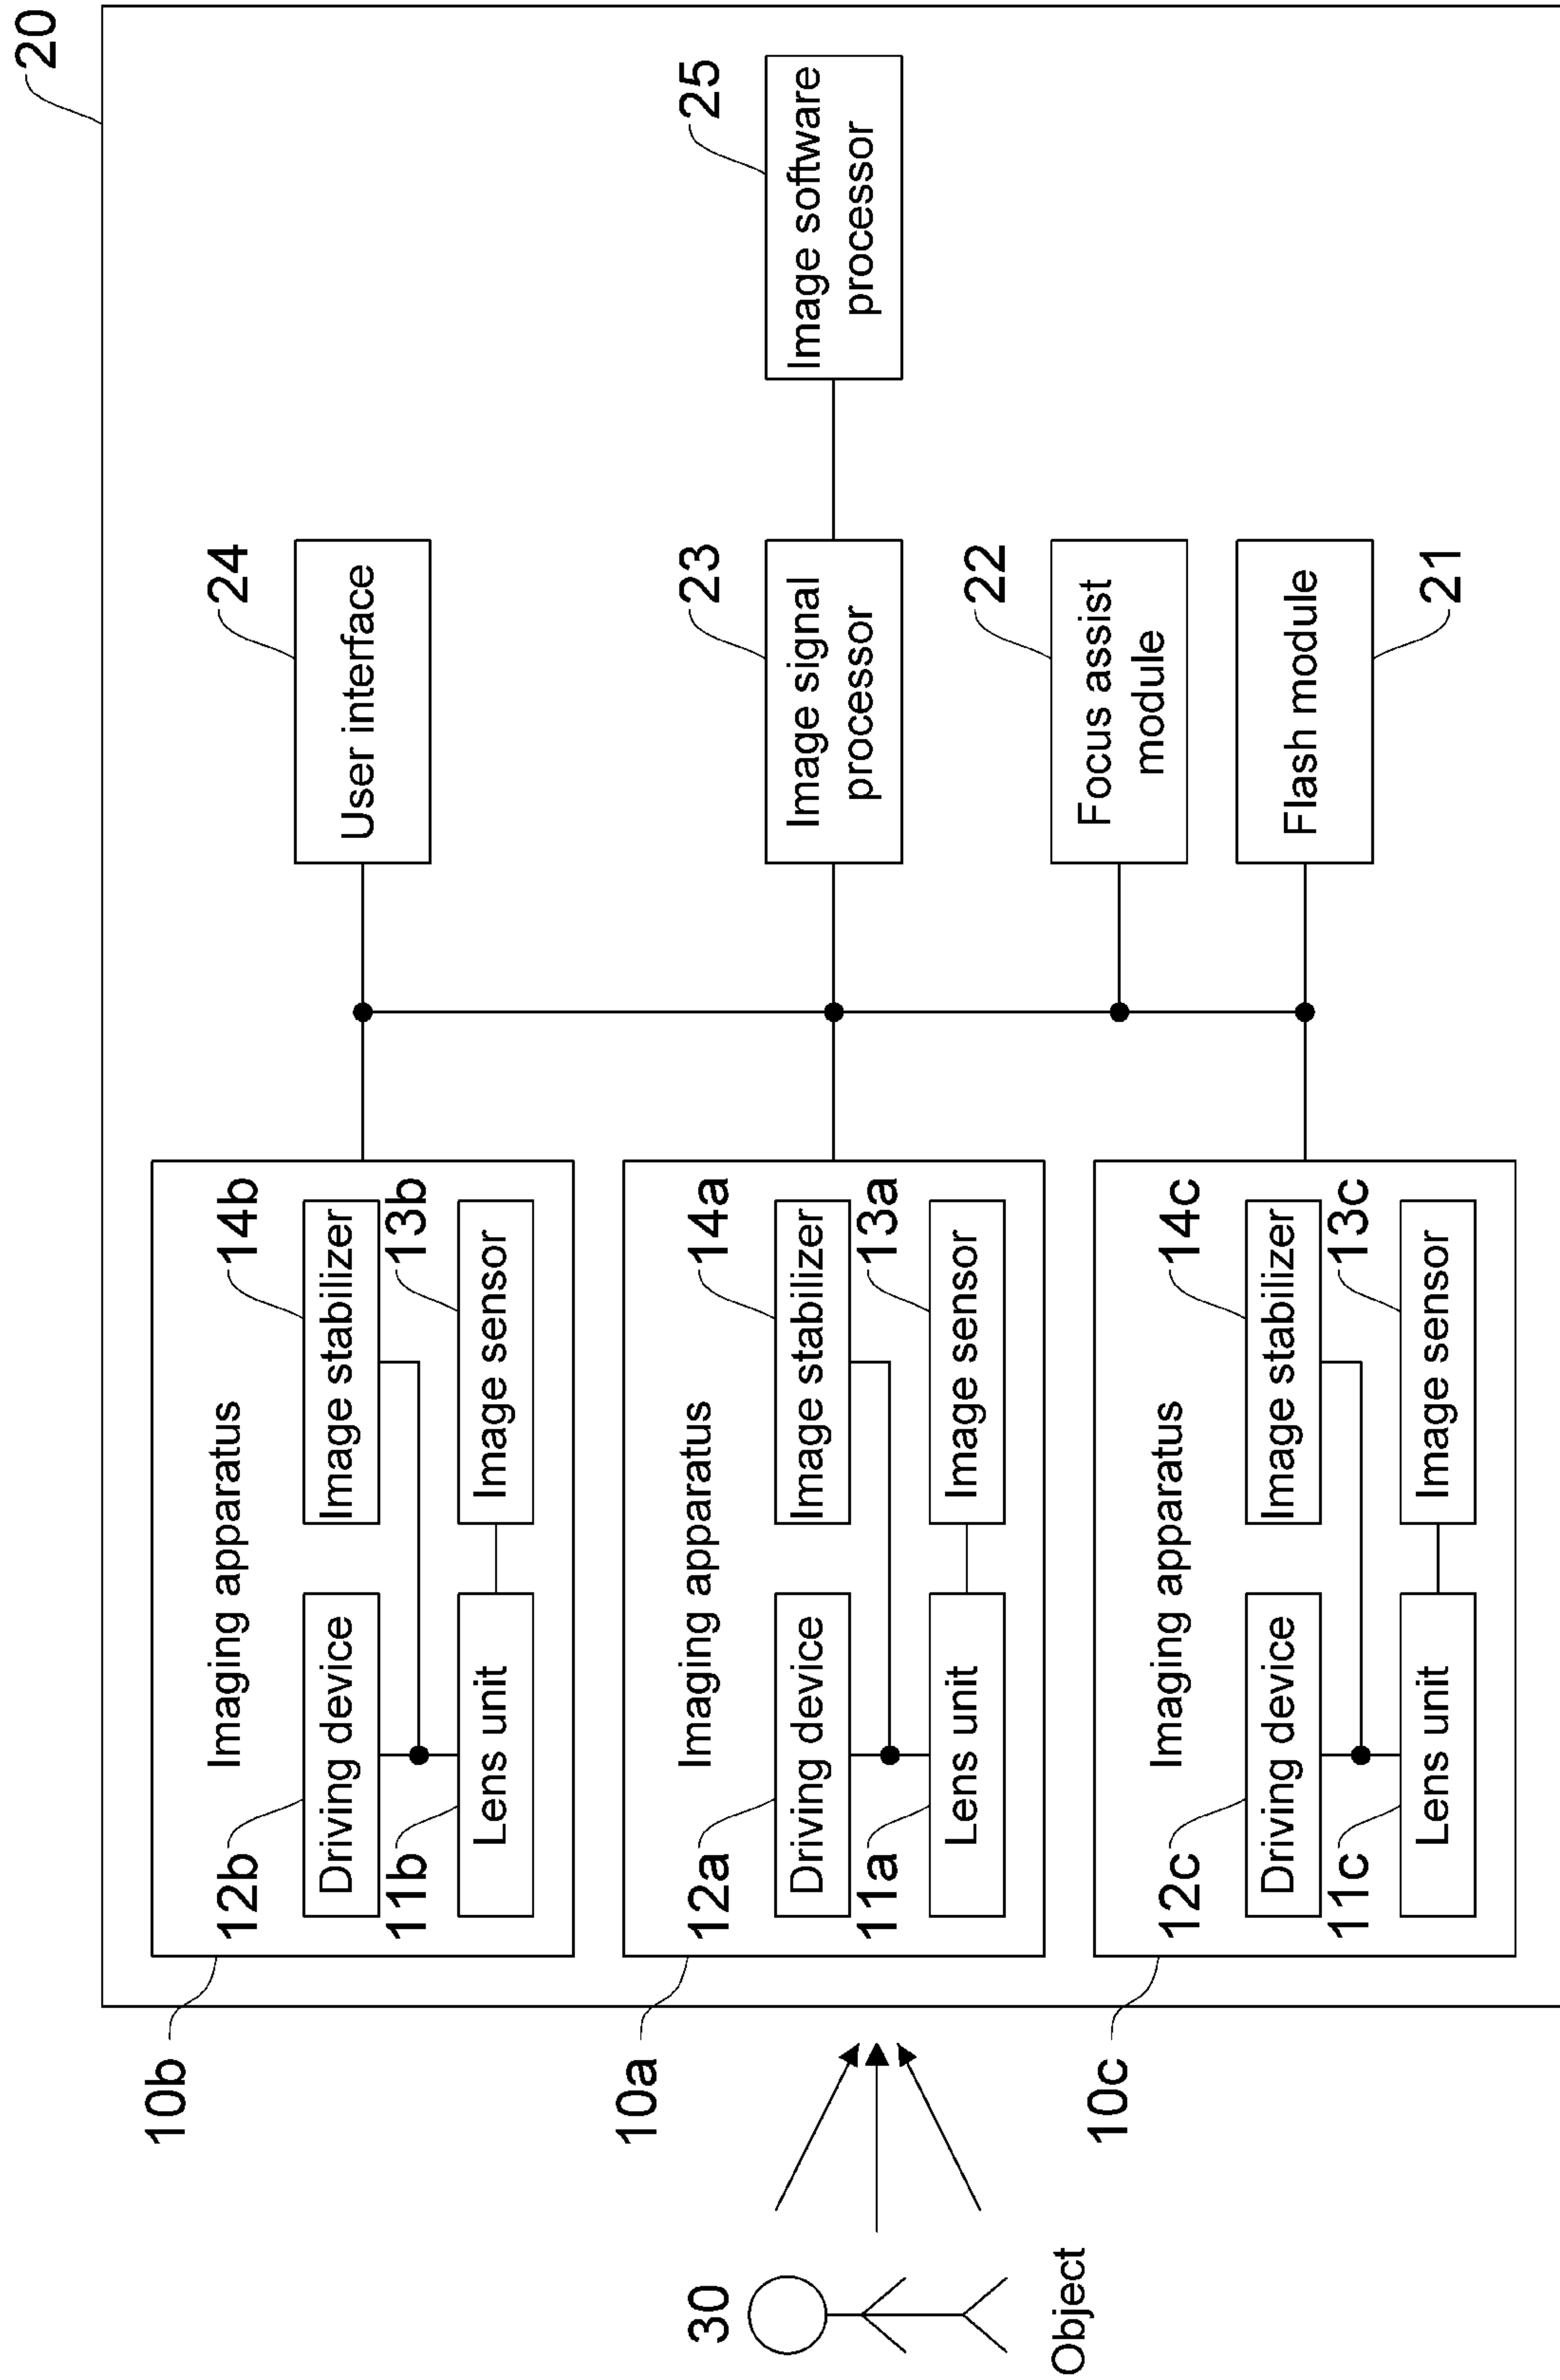 20
10b
Imaging apparatus
12b
Driving device
14b
Image stabilizer
11b
Lens unit
13b
Image sensor
24
User interface
30
Object
10a
Imaging apparatus
12a
Driving device
14a
Image stabilizer
11a
Lens unit
13a
Image sensor
23
Image signal
processor
25
Image software
processor
22
Focus assist
module
10c
Imaging apparatus
12c
Driving device
14c
Image stabilizer
11c
Lens unit
13c
Image sensor
Flash module
21